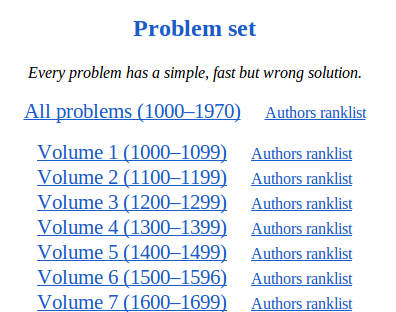 Problem set
Every problem has a simple, fast but wrong solution.
All problems (1000–1970) Authors ranklist
Volume 1 (1000–1099) Authors ranklist
Volume 2 (1100–1199) Authors ranklist
Volume 3 (1200–1299) Authors ranklist
Volume 4 (1300–1399) Authors ranklist
Volume 5 (1400–1499) Authors ranklist
Volume 6 (1500–1596) Authors ranklist
Volume 7 (1600–1699) Authors ranklist